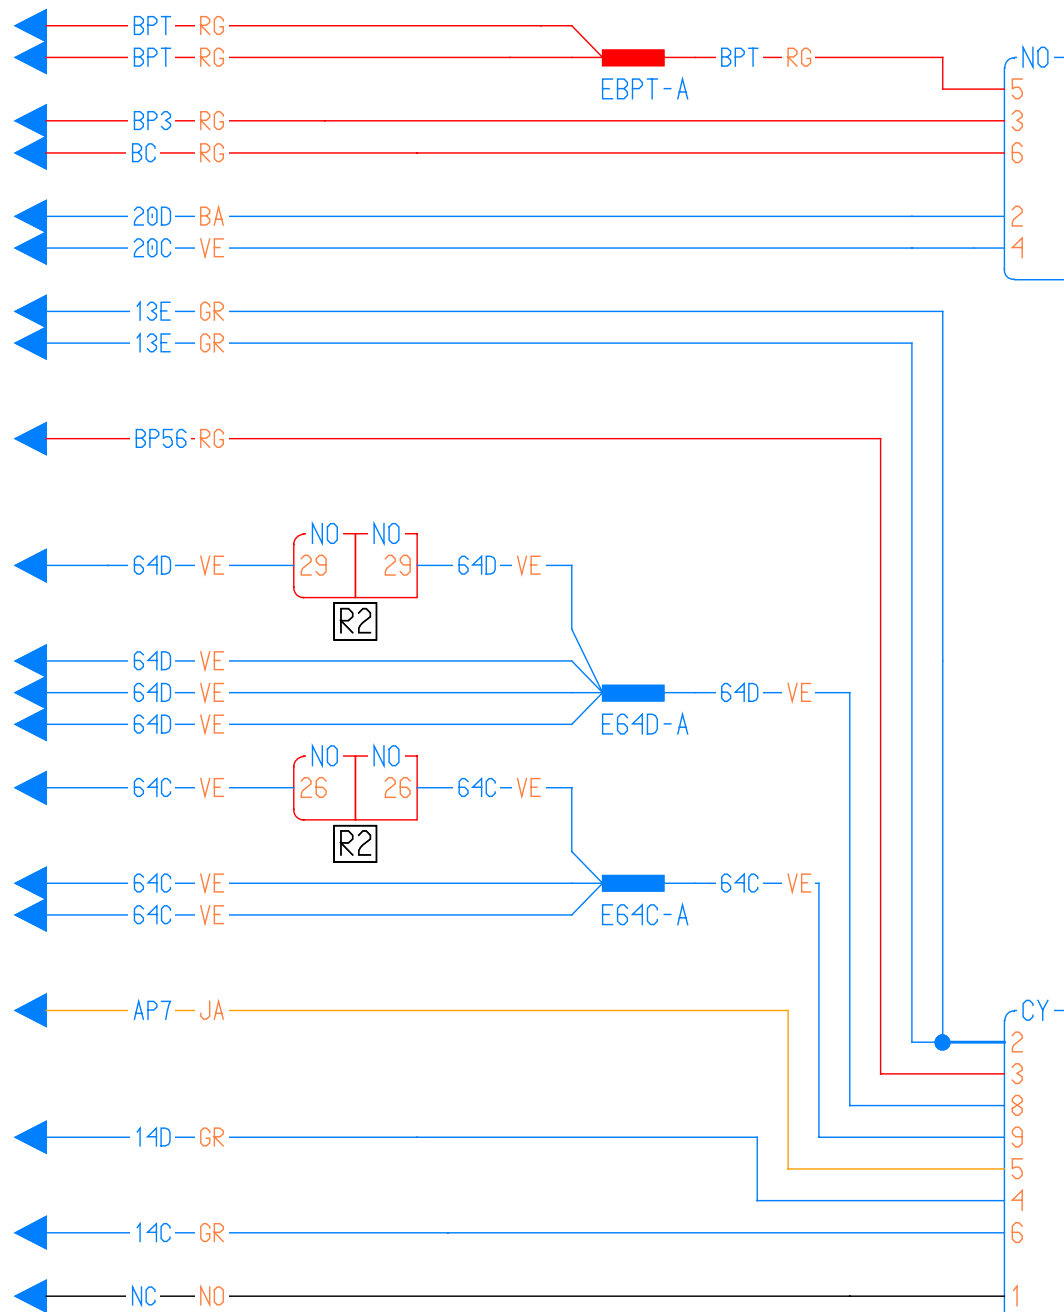 BPT RG
BPT RG BPT RG NO
EBPT-A 5
BP3 RG 3
BC RG 6
20D BA 2
20C VE 4
13E GR
13E GR
BP56 RG
NO NO
64D VE 29 29 64D VE
R2
64D VE
64D VE 64D VE
64D VE E64D-A
NO NO
64C VE 26 26 64C VE
R2
64C VE 64C VE
64C VE E64C-A
AP7 JA CY
2
3
8
14D GR 9
5
4
14C GR 6
NC NO 1